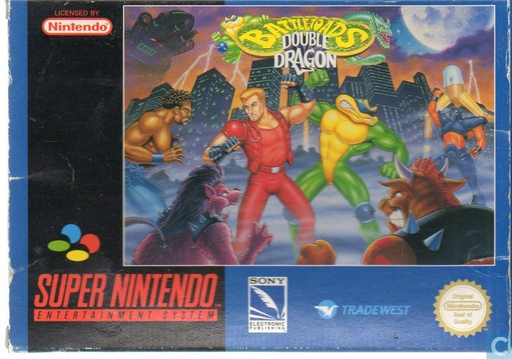 LICENSED BY
Nintendo
BATTLETOADS
DOUBLE
DRAGON
SUPER NINTENDO
ENTERTAINMENT SYSTEM
SONY
ELECTRONIC
PUBLISHING
TRADEWEST
Original
Nintendo
Seal of
Quality
C